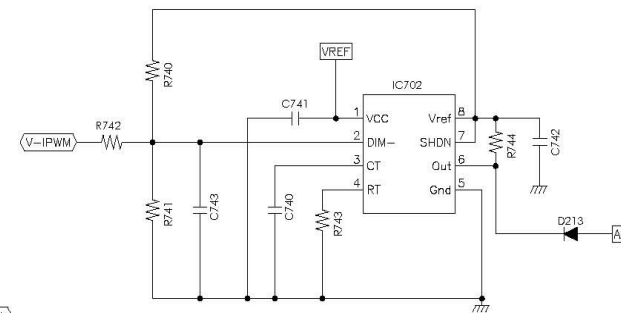 IC702
VREF
C741
1 VCC Vref 8
2 DIM- SHDN 7
3 CT Out 6
4 RT Gnd 5
R740
R742
V-IPWM
R741
C743
C740
R743
R744
C742
D213
A